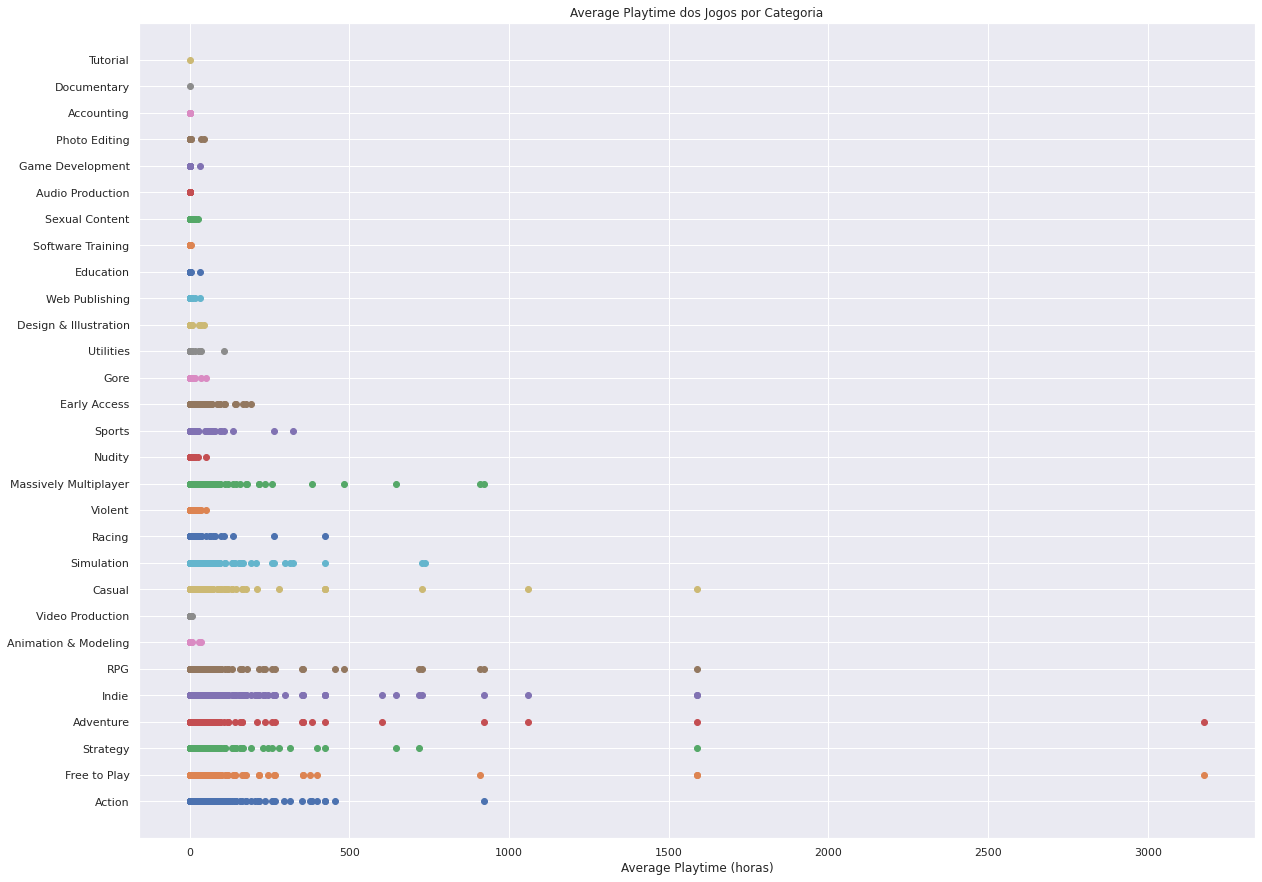 Average Playtime dos Jogos por Categoria
Tutorial
Documentary
Accounting
Photo Editing
Game Development
Audio Production
Sexual Content
Software Training
Education
Web Publishing
Design & Illustration
Utilities
Gore
Early Access
Sports
Nudity
Massively Multiplayer
Violent
Racing
Simulation
Casual
Video Production
Animation & Modeling
RPG
Indie
Adventure
Strategy
Free to Play
Action
0 500 1000 1500 2000 2500 3000
Average Playtime (horas)